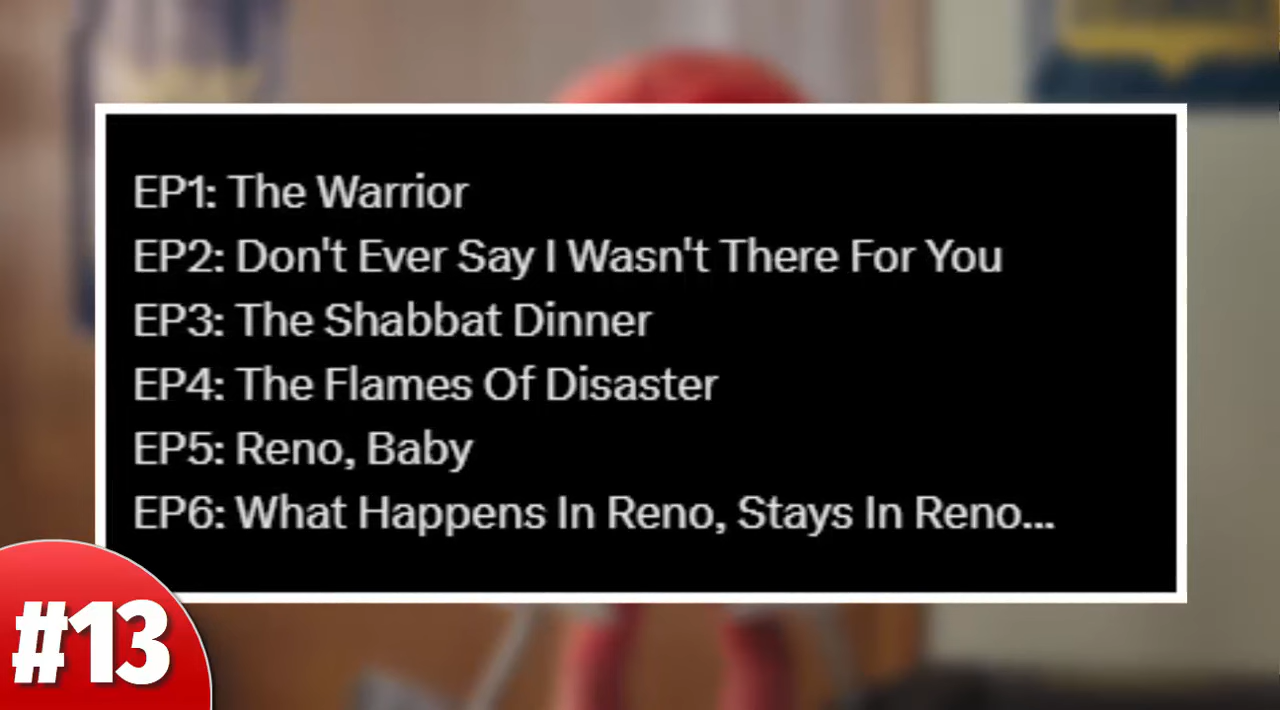 EP1: The Warrior
EP2: Don't Ever Say I Wasn't There For You
EP3: The Shabbat Dinner
EP4: The Flames Of Disaster
EP5: Reno, Baby
EP6: What Happens In Reno, Stays In Reno...
#13